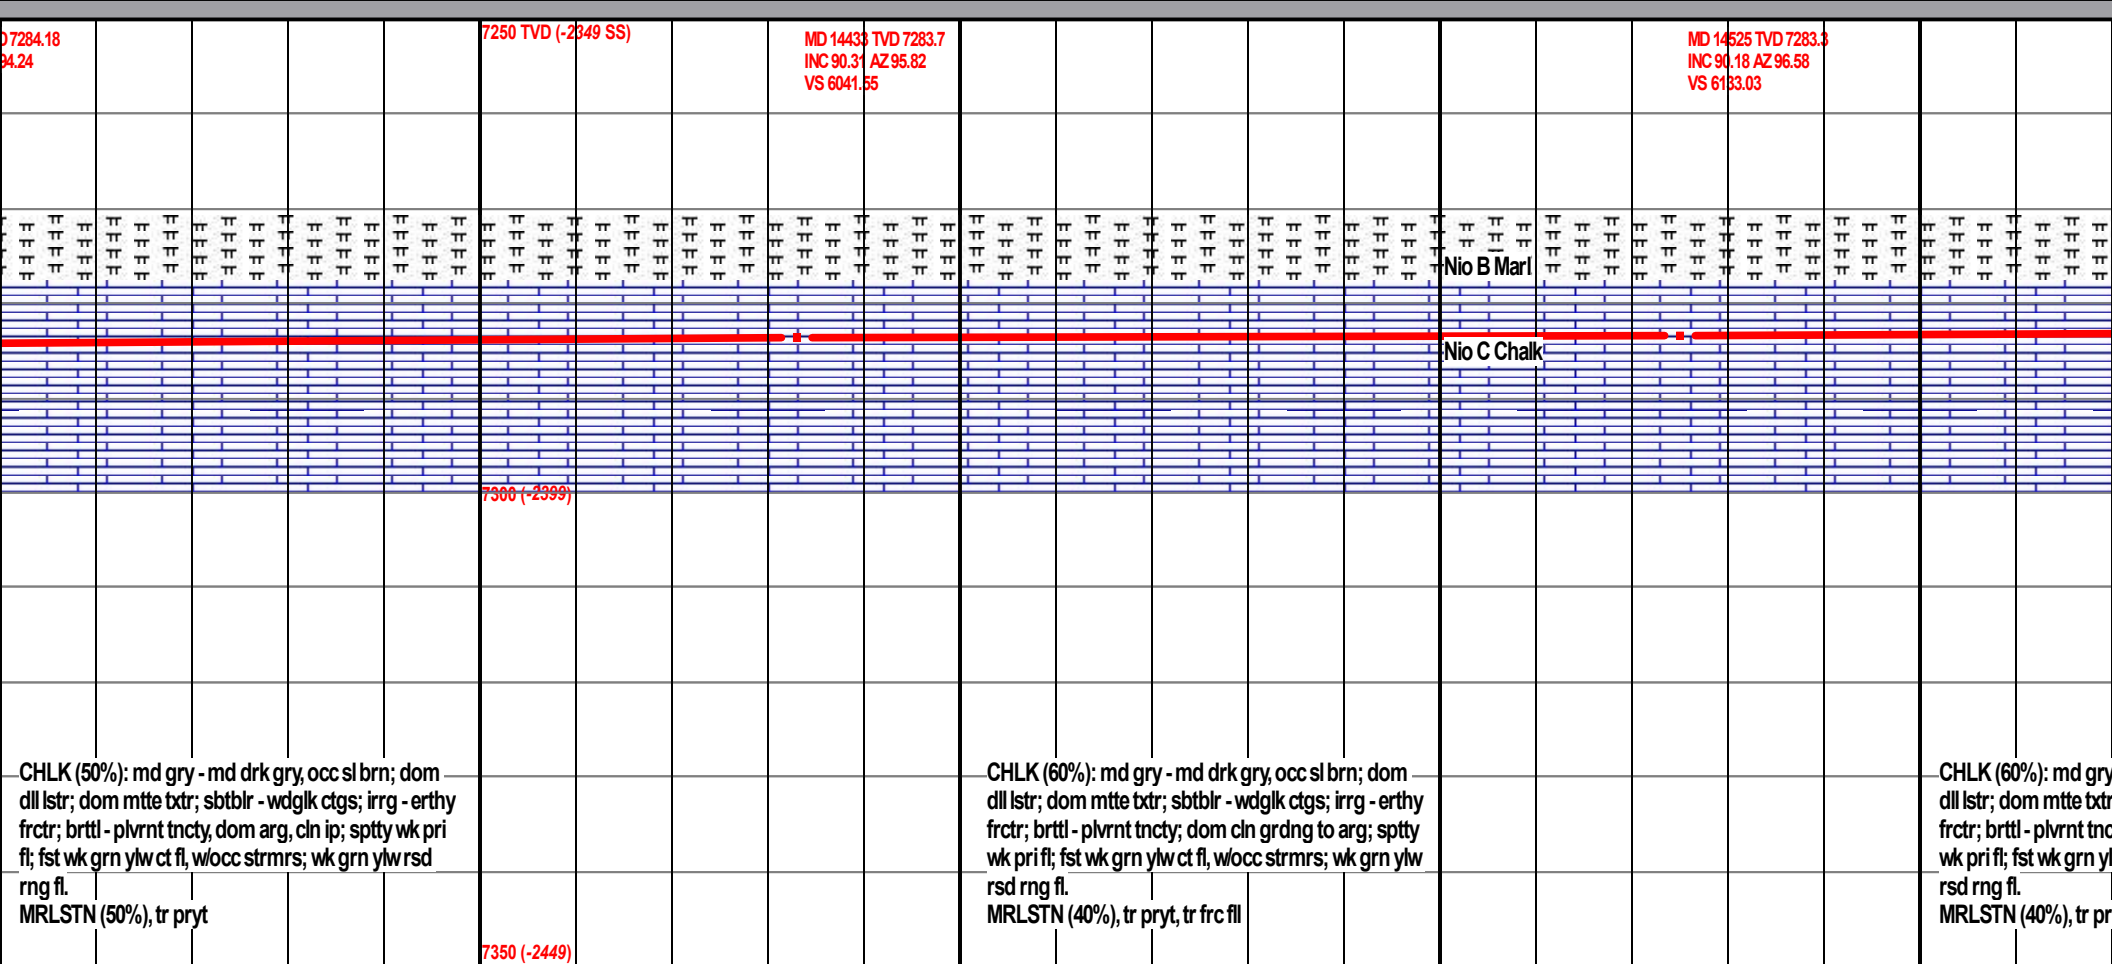 D 7284.18
94.24
7250 TVD (-2349 SS)
MD 14433 TVD 7283.7
INC 90.31 AZ 95.82
VS 6041.55
MD 14525 TVD 7283.3
INC 90.18 AZ 96.58
VS 6133.03
Nio B Marl
Nio C Chalk
7300 (-2399)
CHLK (50%): md gry - md drk gry, occ sl brn; dom
dll lstr; dom mtte txtr; sbtblr - wdglk ctgs; irrg - erthy
frctr; brttl - plvrnt tncty, dom arg, cln ip; sptty wk pri
fl; fst wk grn ylw ct fl, w/occ strmrs; wk grn ylw rsd
rng fl.
MRLSTN (50%), tr pryt
CHLK (60%): md gry - md drk gry, occ sl brn; dom
dll lstr; dom mtte txtr; sbtblr - wdglk ctgs; irrg - erthy
frctr; brttl - plvrnt tncty; dom cln grdng to arg; sptty
wk pri fl; fst wk grn ylw ct fl, w/occ strmrs; wk grn ylw
rsd rng fl.
MRLSTN (40%), tr pryt, tr frc fll
CHLK (60%): md gry
dll lstr; dom mtte txtr
frctr; brttl - plvrnt tnc
wk pri fl; fst wk grn yl
rsd rng fl.
MRLSTN (40%), tr pr
7350 (-2449)